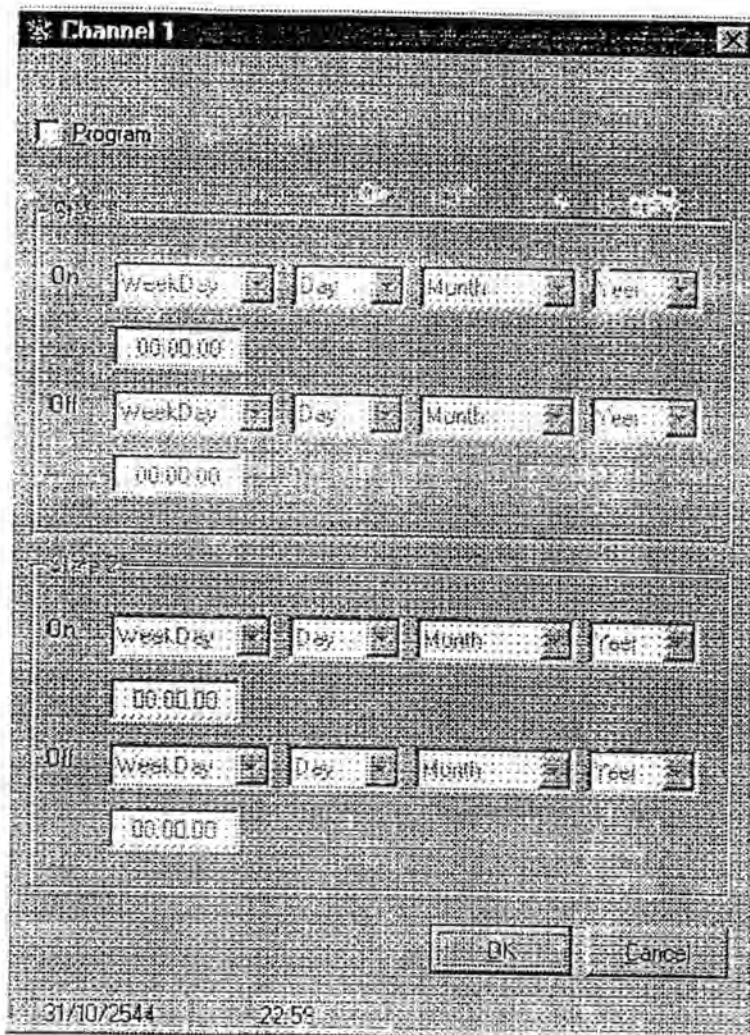 Channel 1
Program
On WeekDay Day Month Year
00:00:00
Off WeekDay Day Month Year
00:00:00
Step 2
On WeekDay Day Month Year
00:00:00
Off WeekDay Day Month Year
00:00:00
OK Cancel
31/10/2544 22:59